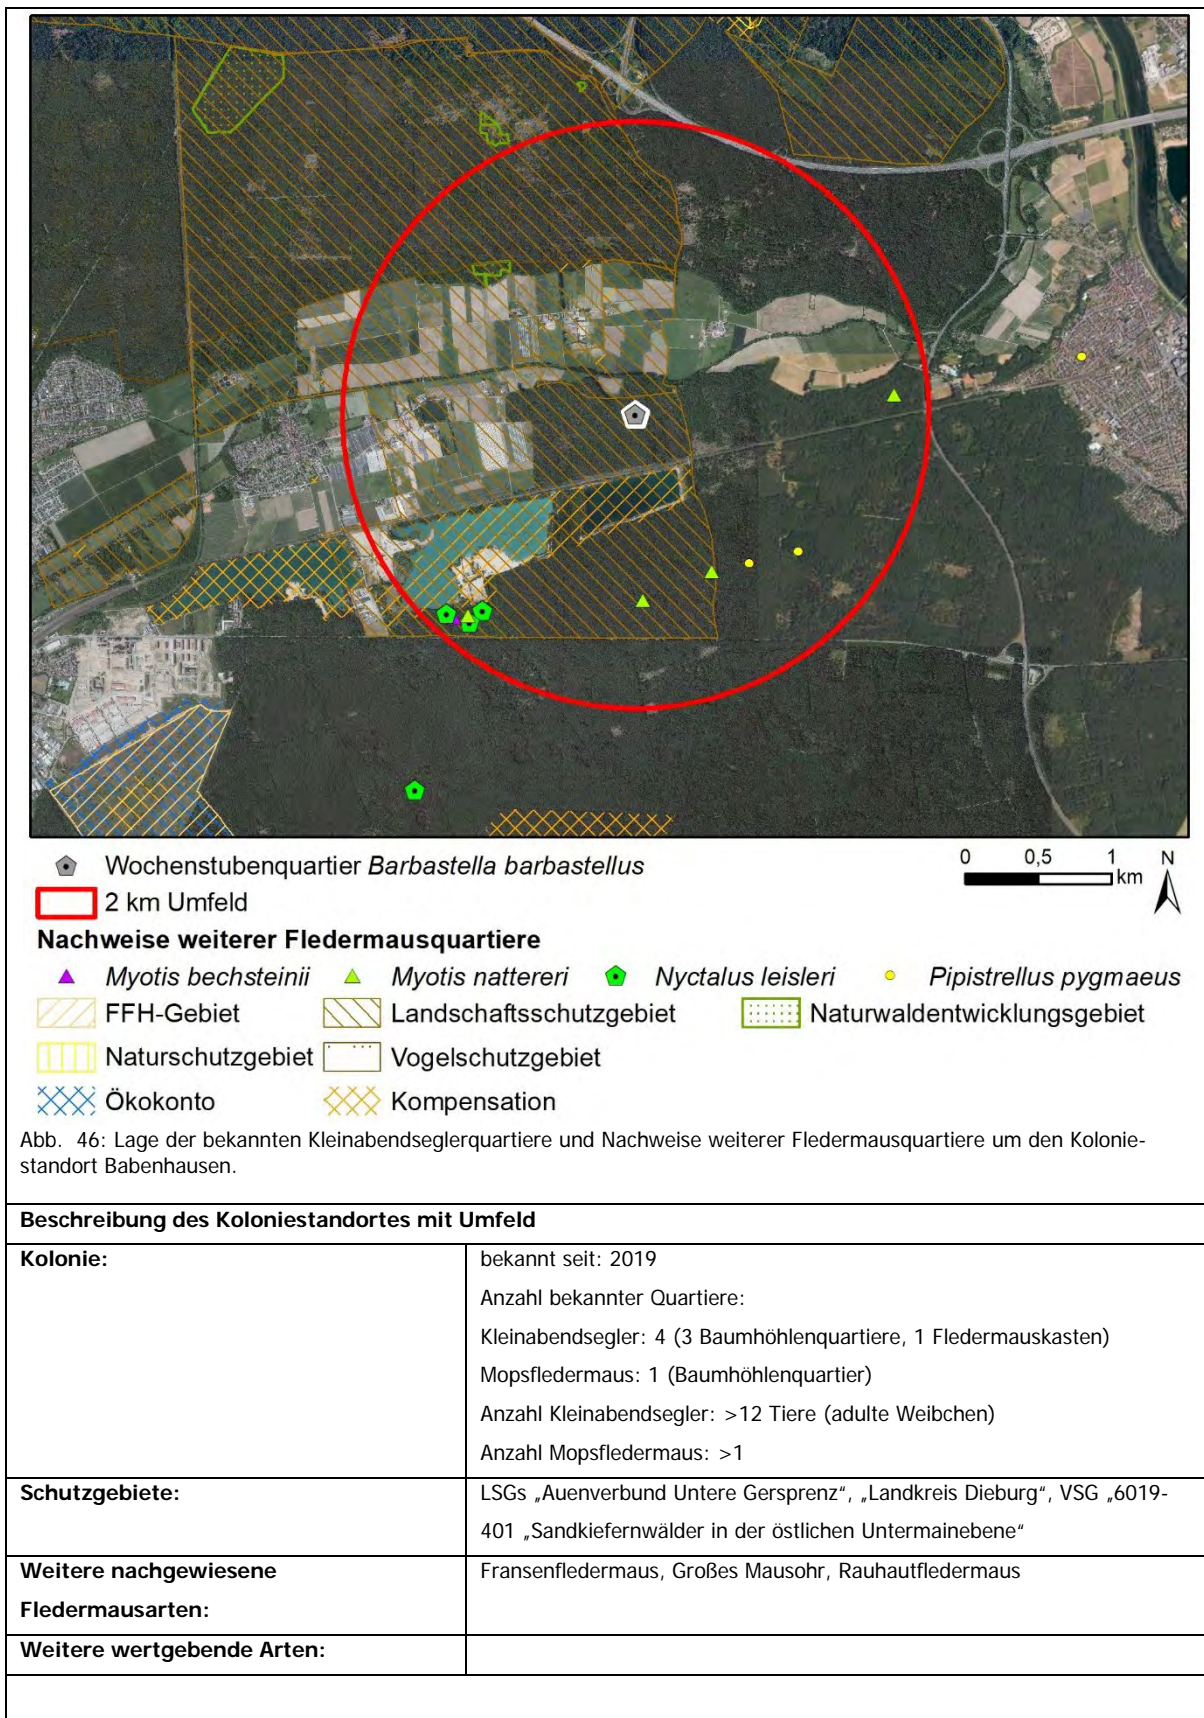 0 0,5 1 N
km
Wochenstubenquartier Barbastella barbastellus
2 km Umfeld
Nachweise weiterer Fledermausquartiere
Myotis bechsteinii Myotis nattereri Nyctalus leisleri Pipistrellus pygmaeus
FFH-Gebiet Landschaftsschutzgebiet Naturwaldentwicklungsgebiet
Naturschutzgebiet Vogelschutzgebiet
Ökokonto Kompensation
Abb. 46: Lage der bekannten Kleinabendseglerquartiere und Nachweise weiterer Fledermausquartiere um den Kolonie-
standort Babenhausen.
Beschreibung des Koloniestandortes mit Umfeld
Kolonie: bekannt seit: 2019
Anzahl bekannter Quartiere:
Kleinabendsegler: 4 (3 Baumhöhlenquartiere, 1 Fledermauskasten)
Mopsfledermaus: 1 (Baumhöhlenquartier)
Anzahl Kleinabendsegler: >12 Tiere (adulte Weibchen)
Anzahl Mopsfledermaus: >1
Schutzgebiete: LSGs „Auenverbund Untere Gersprenz“, „Landkreis Dieburg“, VSG „6019-
401 „Sandkiefernwälder in der östlichen Untermainebene“
Weitere nachgewiesene Fransenfledermaus, Großes Mausohr, Rauhautfledermaus
Fledermausarten:
Weitere wertgebende Arten: